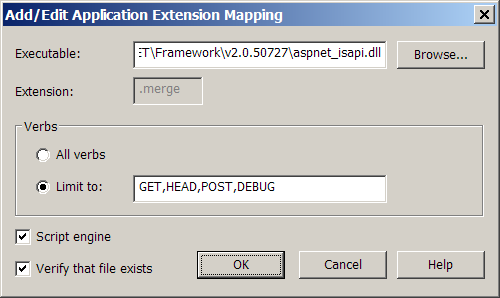 Add/Edit Application Extension Mapping
Executable:
ET\Framework\v2.0.50727\aspnet_isapi.dll
Browse...
Extension:
.merge
Verbs
All verbs
Limit to:
GET,HEAD,POST,DEBUG
Script engine
Verify that file exists
OK
Cancel
Help